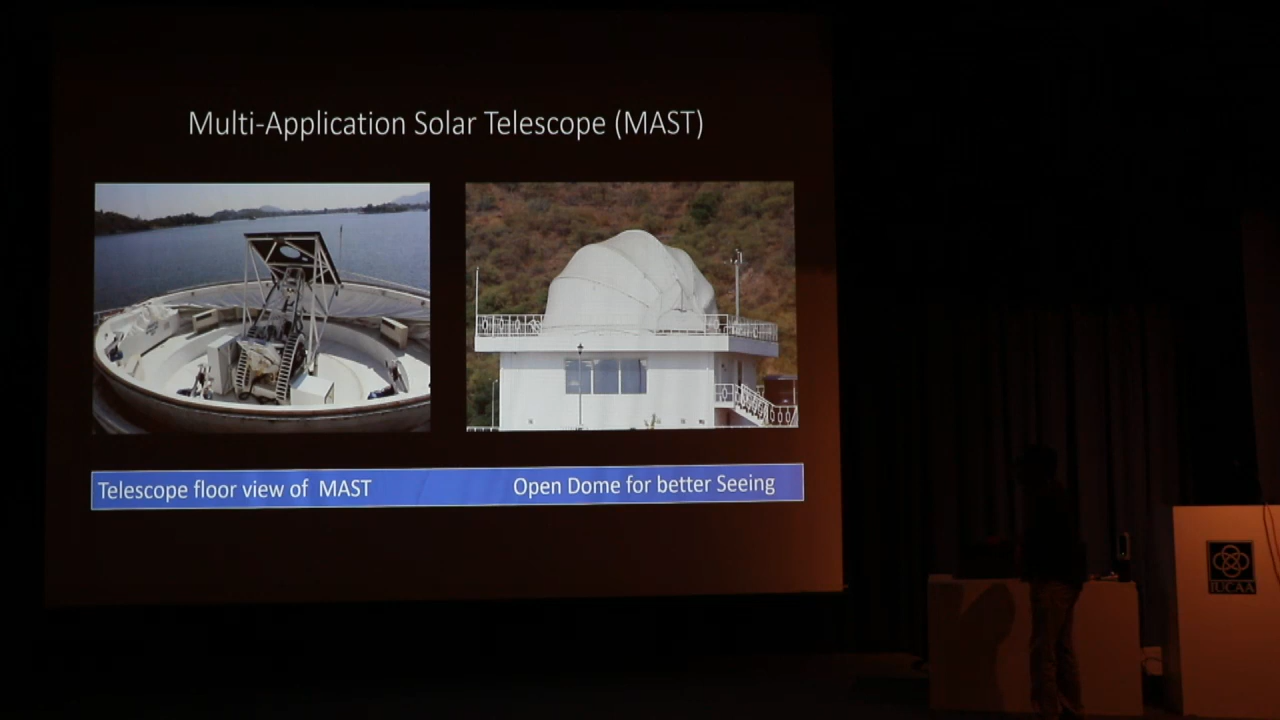 Multi-Application Solar Telescope (MAST)
Telescope floor view of MAST
Open Dome for better Seeing
IUCAA